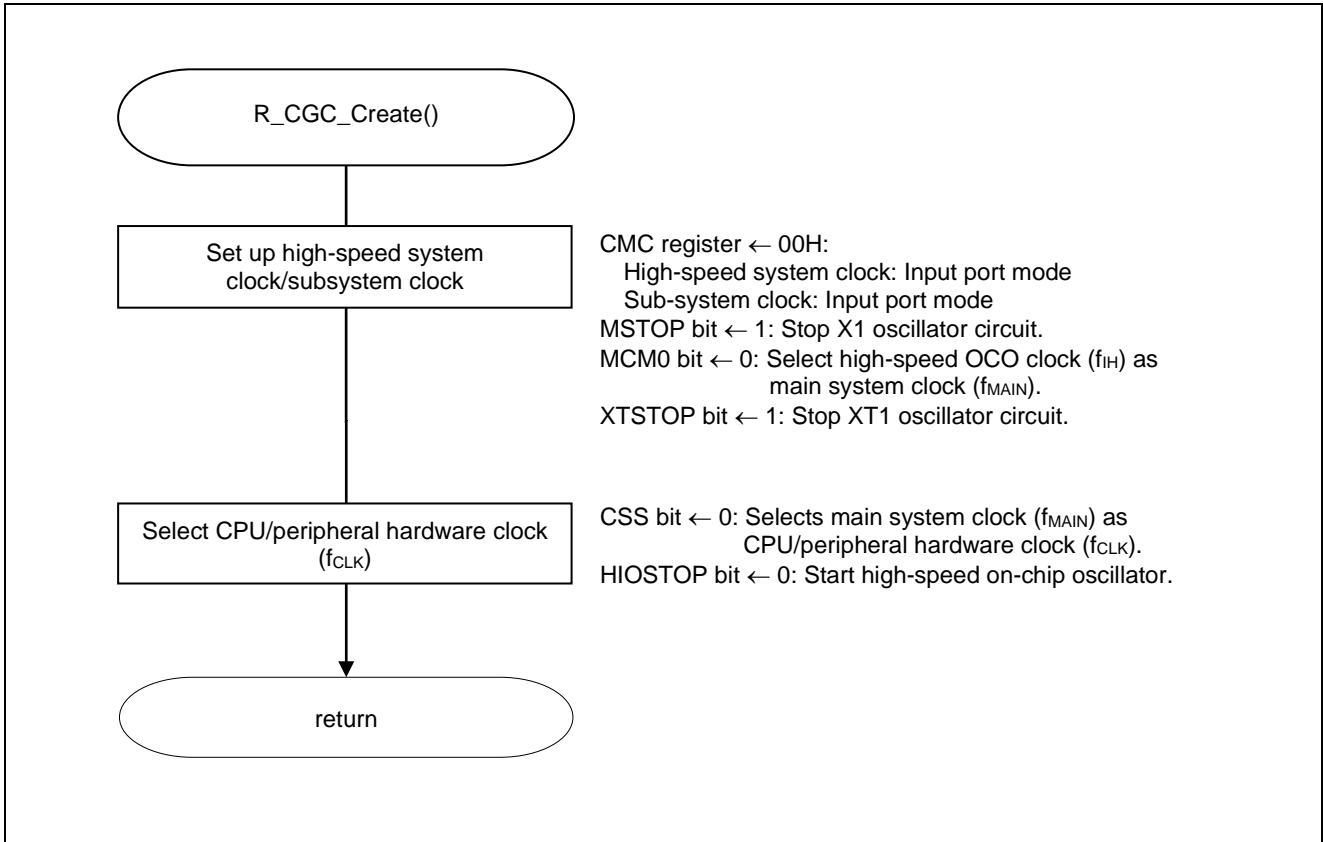 R_CGC_Create()
Set up high-speed system
clock/subsystem clock
CMC register ← 00H:
High-speed system clock: Input port mode
Sub-system clock: Input port mode
MSTOP bit ← 1: Stop X1 oscillator circuit.
MCM0 bit ← 0: Select high-speed OCO clock (fIH) as
main system clock (fMAIN).
XTSTOP bit ← 1: Stop XT1 oscillator circuit.
Select CPU/peripheral hardware clock
(fCLK)
CSS bit ← 0: Selects main system clock (fMAIN) as
CPU/peripheral hardware clock (fCLK).
HIOSTOP bit ← 0: Start high-speed on-chip oscillator.
return